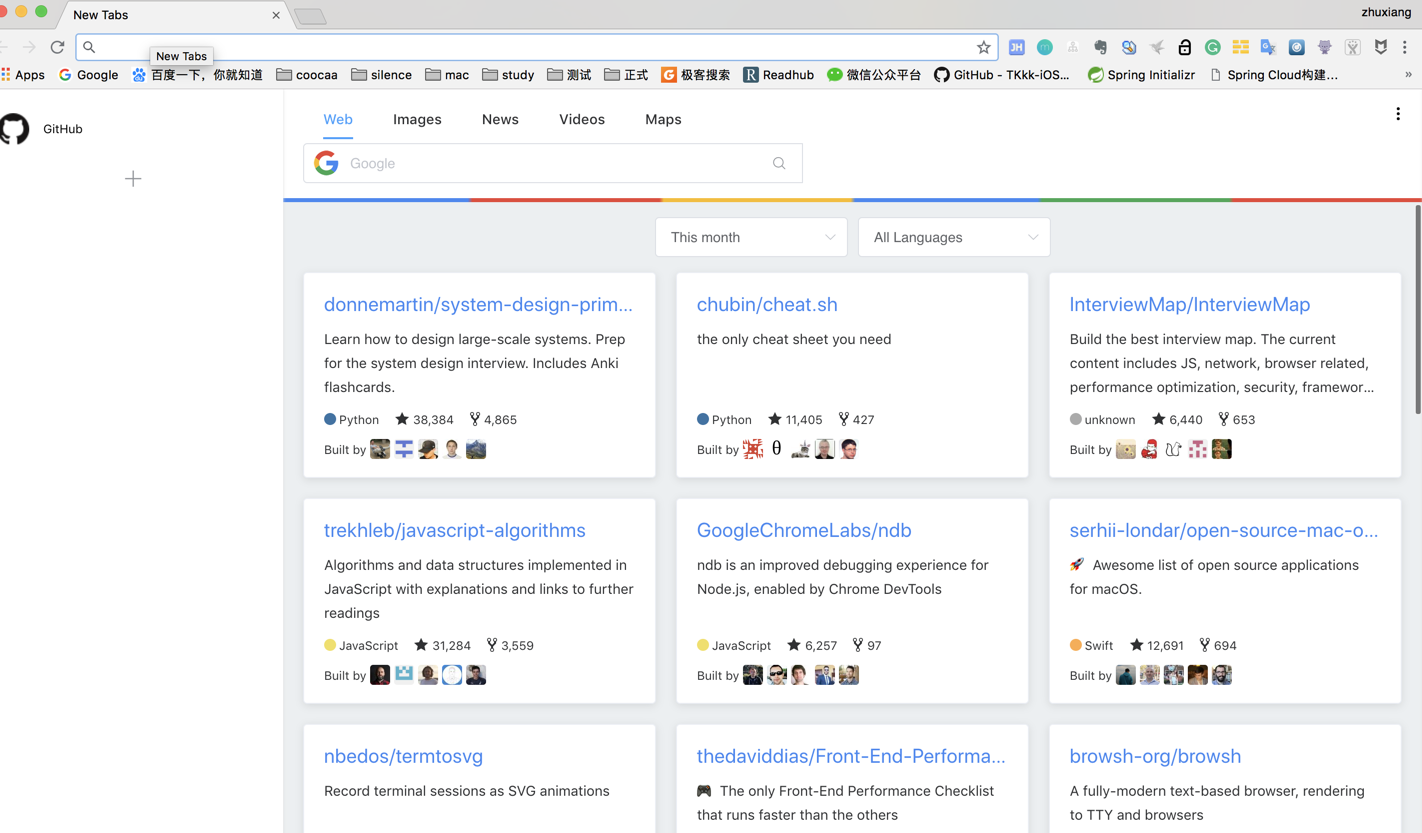 New Tabs
zhuxiang
New Tabs
Apps Google 百度一下，你就知道 coocaa silence mac study 测试 正式 极客搜索 Readhub 微信公众平台 GitHub - TKkk-iOS... Spring Initializr Spring Cloud构建... »
GitHub
Web Images News Videos Maps
Google
This month All Languages
donnemartin/system-design-prim...
Learn how to design large-scale systems. Prep
for the system design interview. Includes Anki
flashcards.
Python 38,384 4,865
Built by
chubin/cheat.sh
the only cheat sheet you need
Python 11,405 427
Built by
InterviewMap/InterviewMap
Build the best interview map. The current
content includes JS, network, browser related,
performance optimization, security, framewor...
unknown 6,440 653
Built by
trekhleb/javascript-algorithms
Algorithms and data structures implemented in
JavaScript with explanations and links to further
readings
JavaScript 31,284 3,559
Built by
GoogleChromeLabs/ndb
ndb is an improved debugging experience for
Node.js, enabled by Chrome DevTools
JavaScript 6,257 97
Built by
serhii-londar/open-source-mac-o...
🚀 Awesome list of open source applications
for macOS.
Swift 12,691 694
Built by
nbedos/termtosvg
Record terminal sessions as SVG animations
thedaviddias/Front-End-Performa...
🎮 The only Front-End Performance Checklist
that runs faster than the others
browsh-org/browsh
A fully-modern text-based browser, rendering
to TTY and browsers